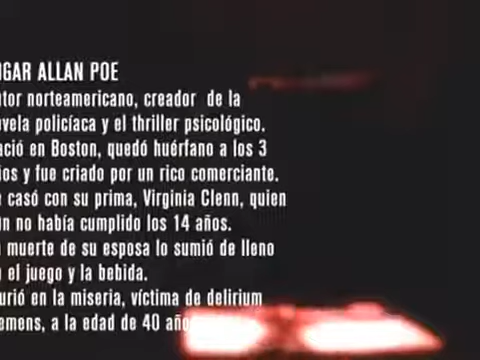 GAR ALLAN POE
tor norteamericano, creador de la
vela policíaca y el thriller psicológico.
ació en Boston, quedó huérfano a los 3
ios y fue criado por un rico comerciante.
casó con su prima, Virginia Clenn, quien
n no había cumplido los 14 años.
muerte de su esposa lo sumió de lleno
el juego y la bebida.
urió en la miseria, víctima de delirium
emens, a la edad de 40 año